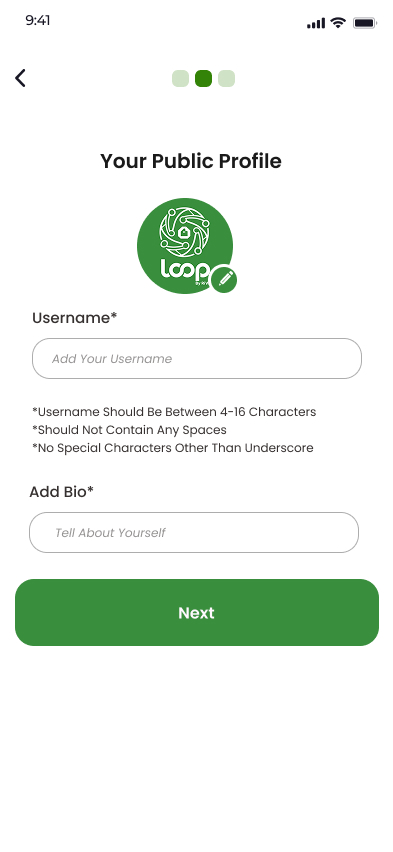 9:41
Your Public Profile
loop
Username*
Add Your Username
*Username Should Be Between 4-16 Characters
*Should Not Contain Any Spaces
*No Special Characters Other Than Underscore
Add Bio*
Tell About Yourself
Next